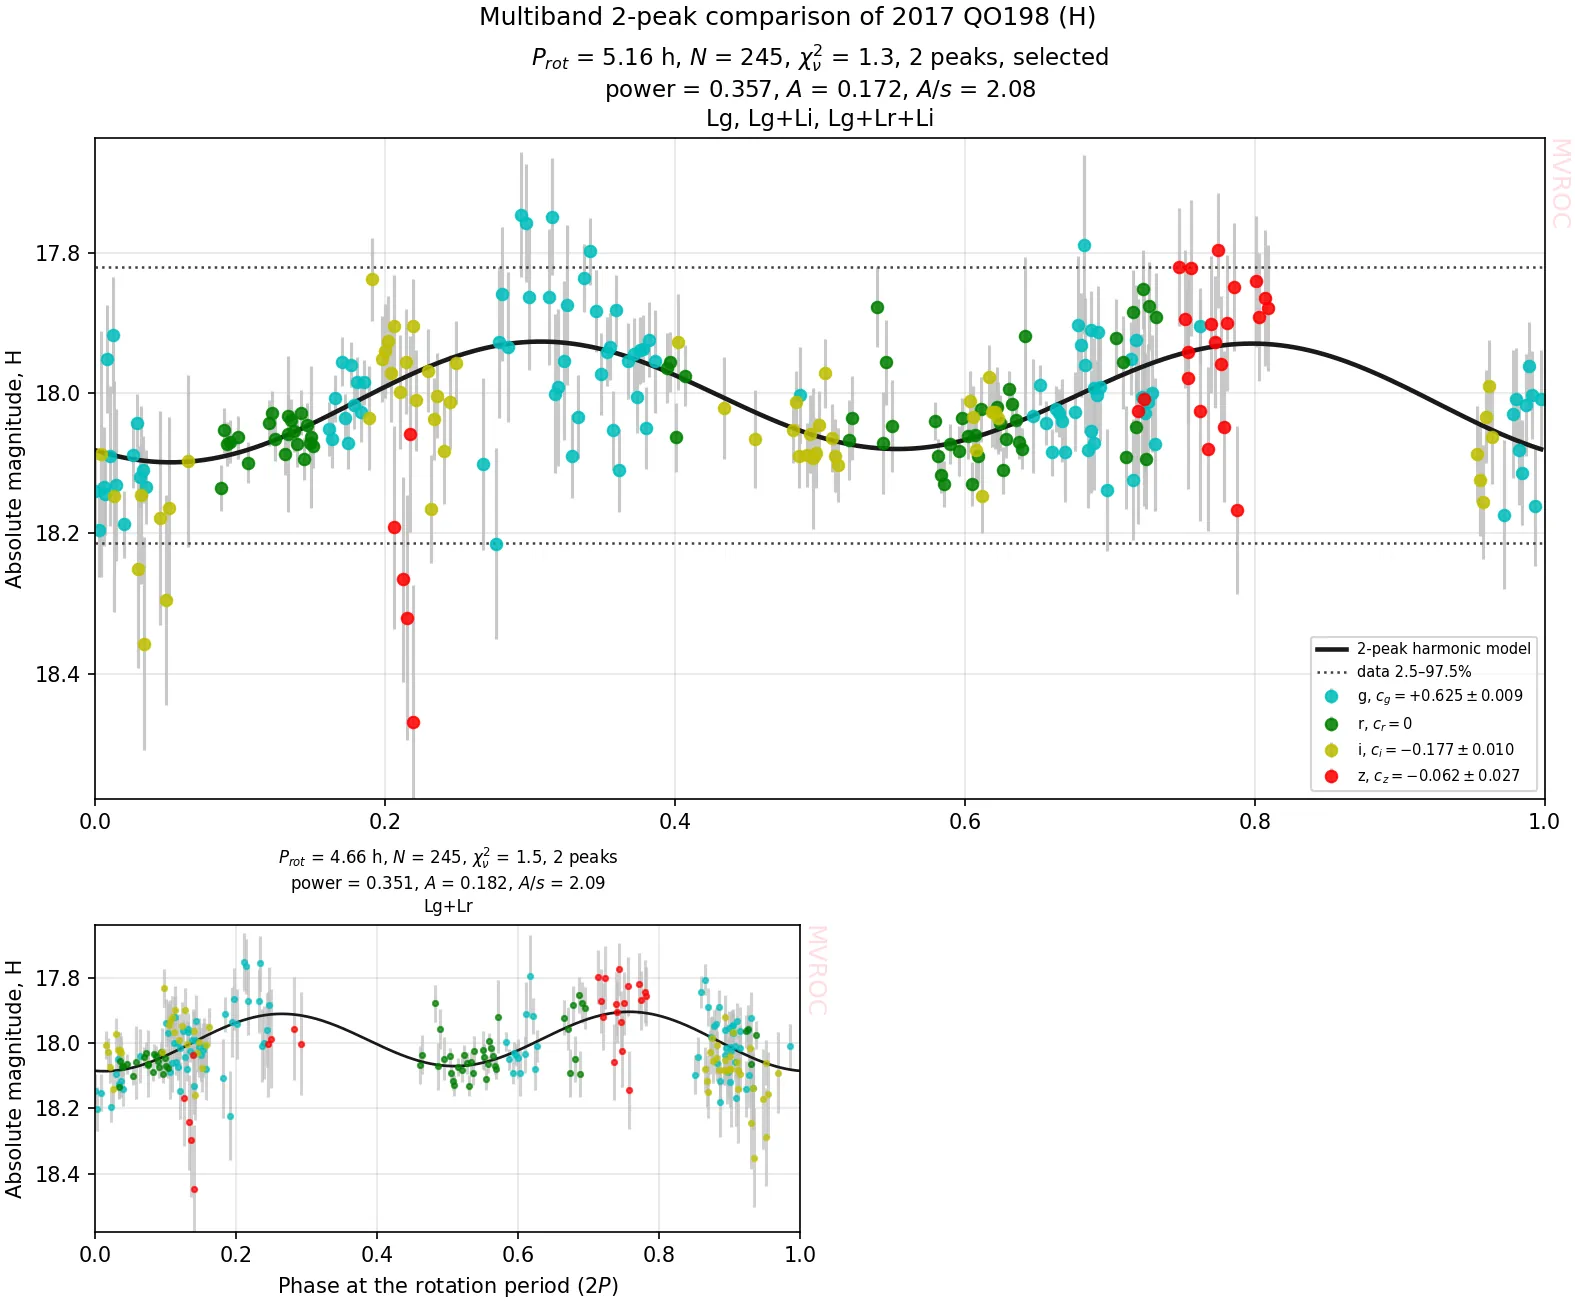 Multiband 2-peak comparison of 2017 QO198 (H)
P_rot = 5.16 h, N = 245, χ²_ν = 1.3, 2 peaks, selected
power = 0.357, A = 0.172, A/s = 2.08
Lg, Lg+Li, Lg+Lr+Li
MVROC
Absolute magnitude, H
17.8
18.0
18.2
18.4
2-peak harmonic model
data 2.5–97.5%
g, c_g = +0.625 ± 0.009
r, c_r = 0
i, c_i = −0.177 ± 0.010
z, c_z = −0.062 ± 0.027
0.0 0.2 0.4 0.6 0.8 1.0
P_rot = 4.66 h, N = 245, χ²_ν = 1.5, 2 peaks
power = 0.351, A = 0.182, A/s = 2.09
Lg+Lr
MVROC
Absolute magnitude, H
17.8
18.0
18.2
18.4
0.0 0.2 0.4 0.6 0.8 1.0
Phase at the rotation period (2P)